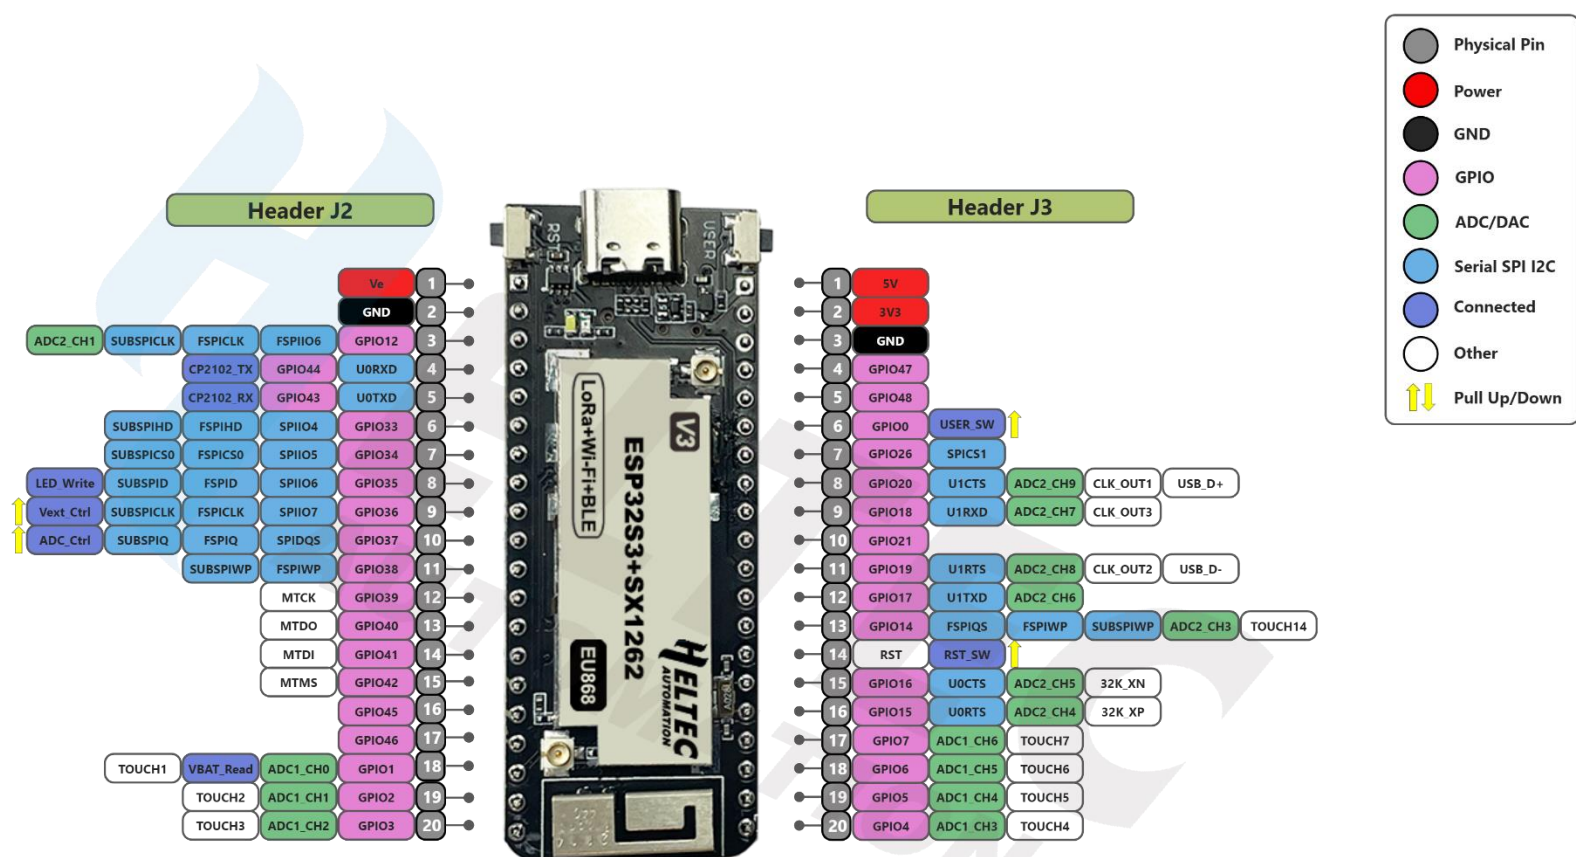 Physical Pin
Power
GND
GPIO
ADC/DAC
Serial SPI I2C
Connected
Other
Pull Up/Down
Header J2
Header J3
Ve 1
GND 2
ADC2_CH1 SUBSPICLK FSPICLK FSPIIO6 GPIO12 3
CP2102_TX GPIO44 U0RXD 4
CP2102_RX GPIO43 U0TXD 5
SUBSPIHD FSPIHD SPIIO4 GPIO33 6
SUBSPICS0 FSPICS0 SPIIO5 GPIO34 7
LED_Write SUBSPID FSPID SPIIO6 GPIO35 8
Vext_Ctrl SUBSPICLK FSPICLK SPIIO7 GPIO36 9
ADC_Ctrl SUBSPIQ FSPIQ SPIDQS GPIO37 10
SUBSPIWP FSPIWP GPIO38 11
MTCK GPIO39 12
MTDO GPIO40 13
MTDI GPIO41 14
MTMS GPIO42 15
GPIO45 16
GPIO46 17
TOUCH1 VBAT_Read ADC1_CH0 GPIO1 18
TOUCH2 ADC1_CH1 GPIO2 19
TOUCH3 ADC1_CH2 GPIO3 20
RST
USER
V3
LoRa+Wi-Fi+BLE
ESP32S3+SX1262
EU868
HELTEC
AUTOMATION
1 5V
2 3V3
3 GND
4 GPIO47
5 GPIO48
6 GPIO0 USER_SW
7 GPIO26 SPICS1
8 GPIO20 U1CTS ADC2_CH9 CLK_OUT1 USB_D+
9 GPIO18 U1RXD ADC2_CH7 CLK_OUT3
10 GPIO21
11 GPIO19 U1RTS ADC2_CH8 CLK_OUT2 USB_D-
12 GPIO17 U1TXD ADC2_CH6
13 GPIO14 FSPIQS FSPIWP SUBSPIWP ADC2_CH3 TOUCH14
14 RST RST_SW
15 GPIO16 U0CTS ADC2_CH5 32K_XN
16 GPIO15 U0RTS ADC2_CH4 32K_XP
17 GPIO7 ADC1_CH6 TOUCH7
18 GPIO6 ADC1_CH5 TOUCH6
19 GPIO5 ADC1_CH4 TOUCH5
20 GPIO4 ADC1_CH3 TOUCH4